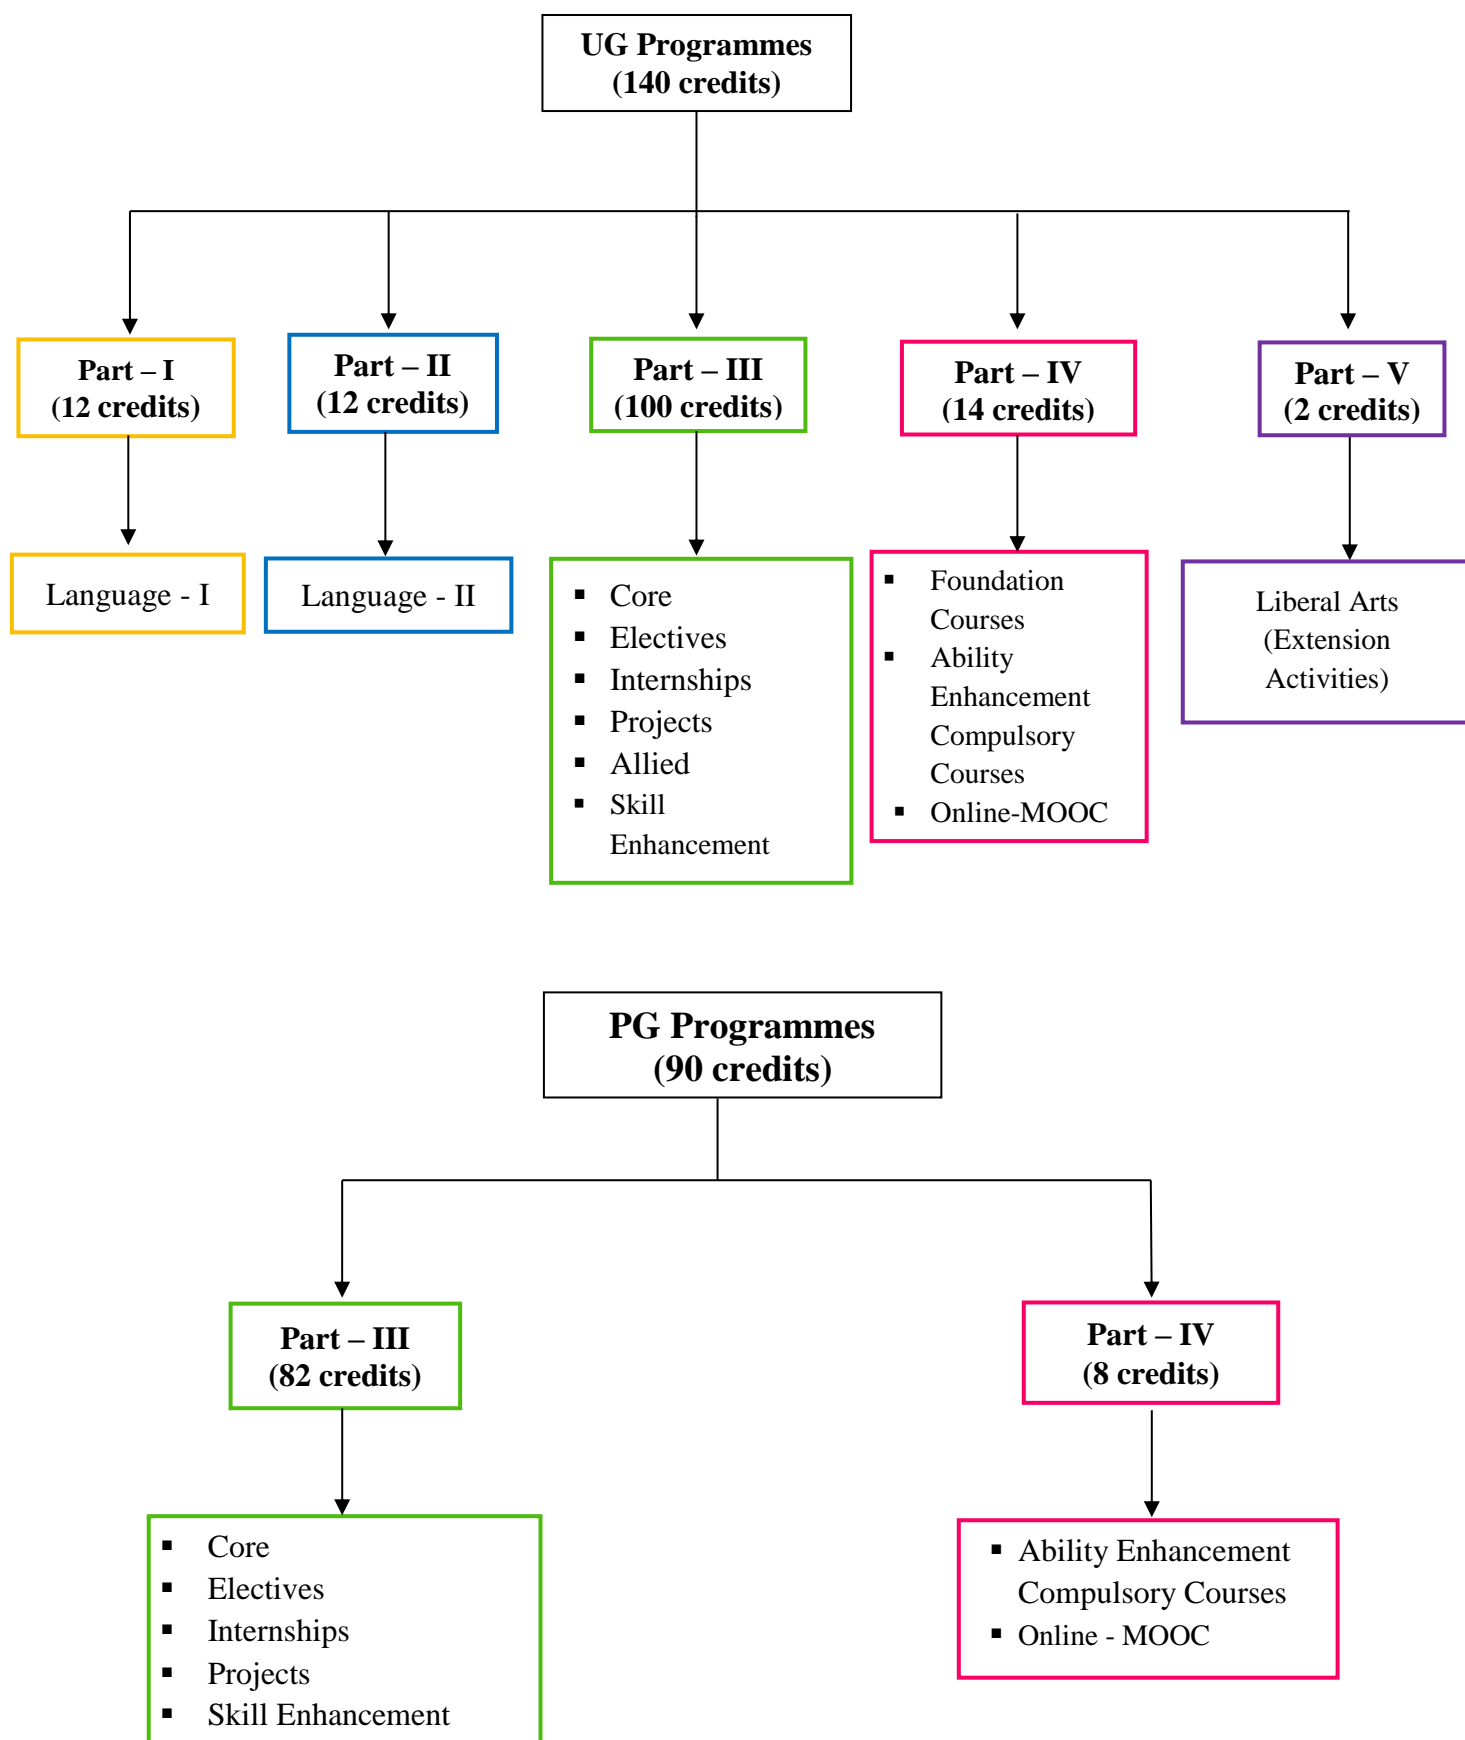 UG Programmes
(140 credits)
Part – I
(12 credits)
Part – II
(12 credits)
Part – III
(100 credits)
Part – IV
(14 credits)
Part – V
(2 credits)
Language - I
Language - II
▪ Core
▪ Electives
▪ Internships
▪ Projects
▪ Allied
▪ Skill
Enhancement
▪ Foundation
Courses
▪ Ability
Enhancement
Compulsory
Courses
▪ Online-MOOC
Liberal Arts
(Extension
Activities)
PG Programmes
(90 credits)
Part – III
(82 credits)
Part – IV
(8 credits)
▪ Core
▪ Electives
▪ Internships
▪ Projects
▪ Skill Enhancement
▪ Ability Enhancement
Compulsory Courses
▪ Online - MOOC